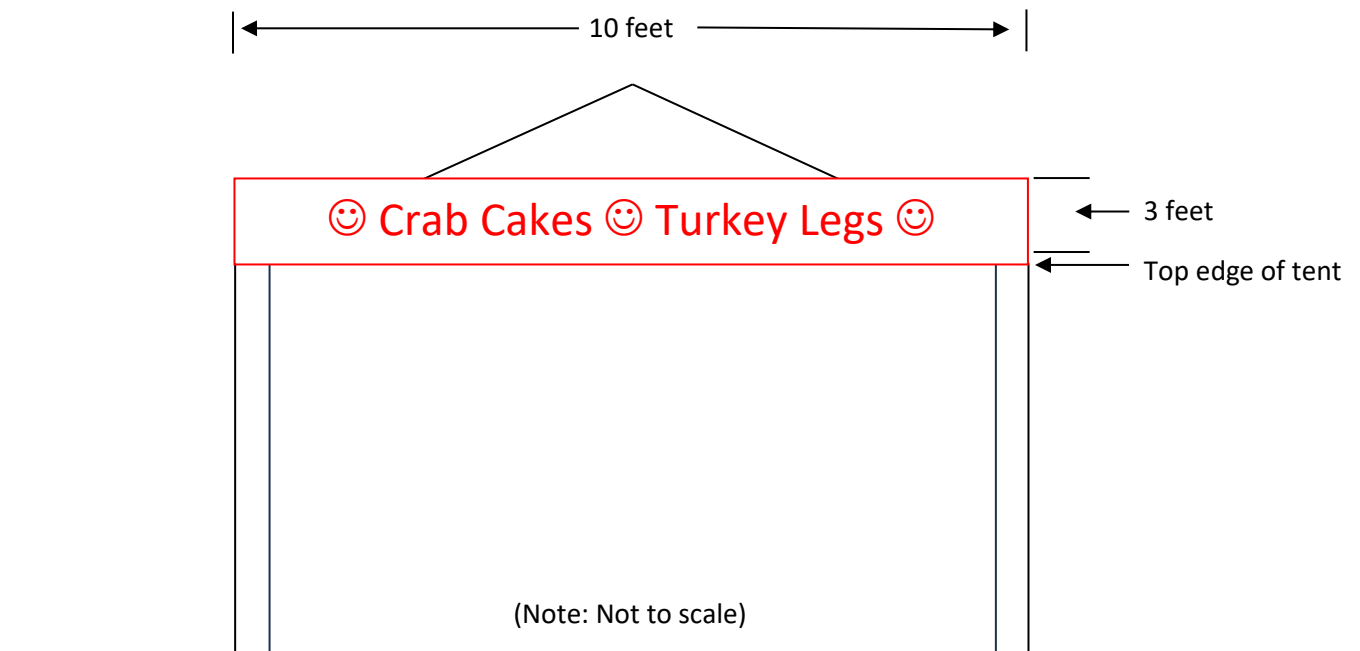 10 feet
☺ Crab Cakes ☺ Turkey Legs ☺
3 feet
Top edge of tent
(Note: Not to scale)